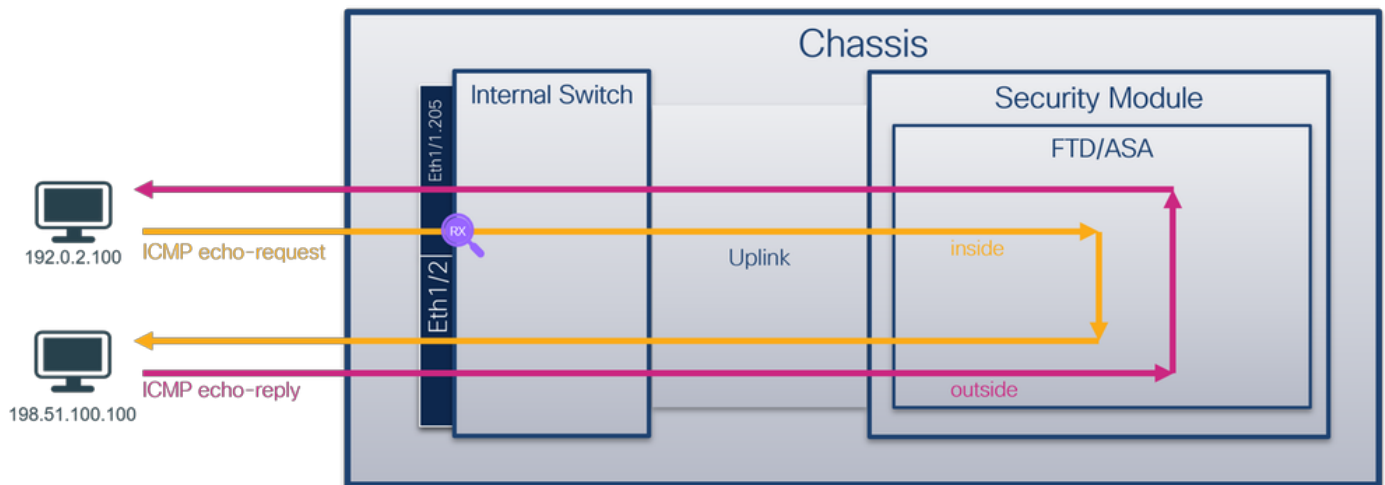 Chassis
Internal Switch
Security Module
FTD/ASA
Eth1/1.205
192.0.2.100
ICMP echo-request
RX
Uplink
inside
Eth1/2
198.51.100.100
ICMP echo-reply
outside